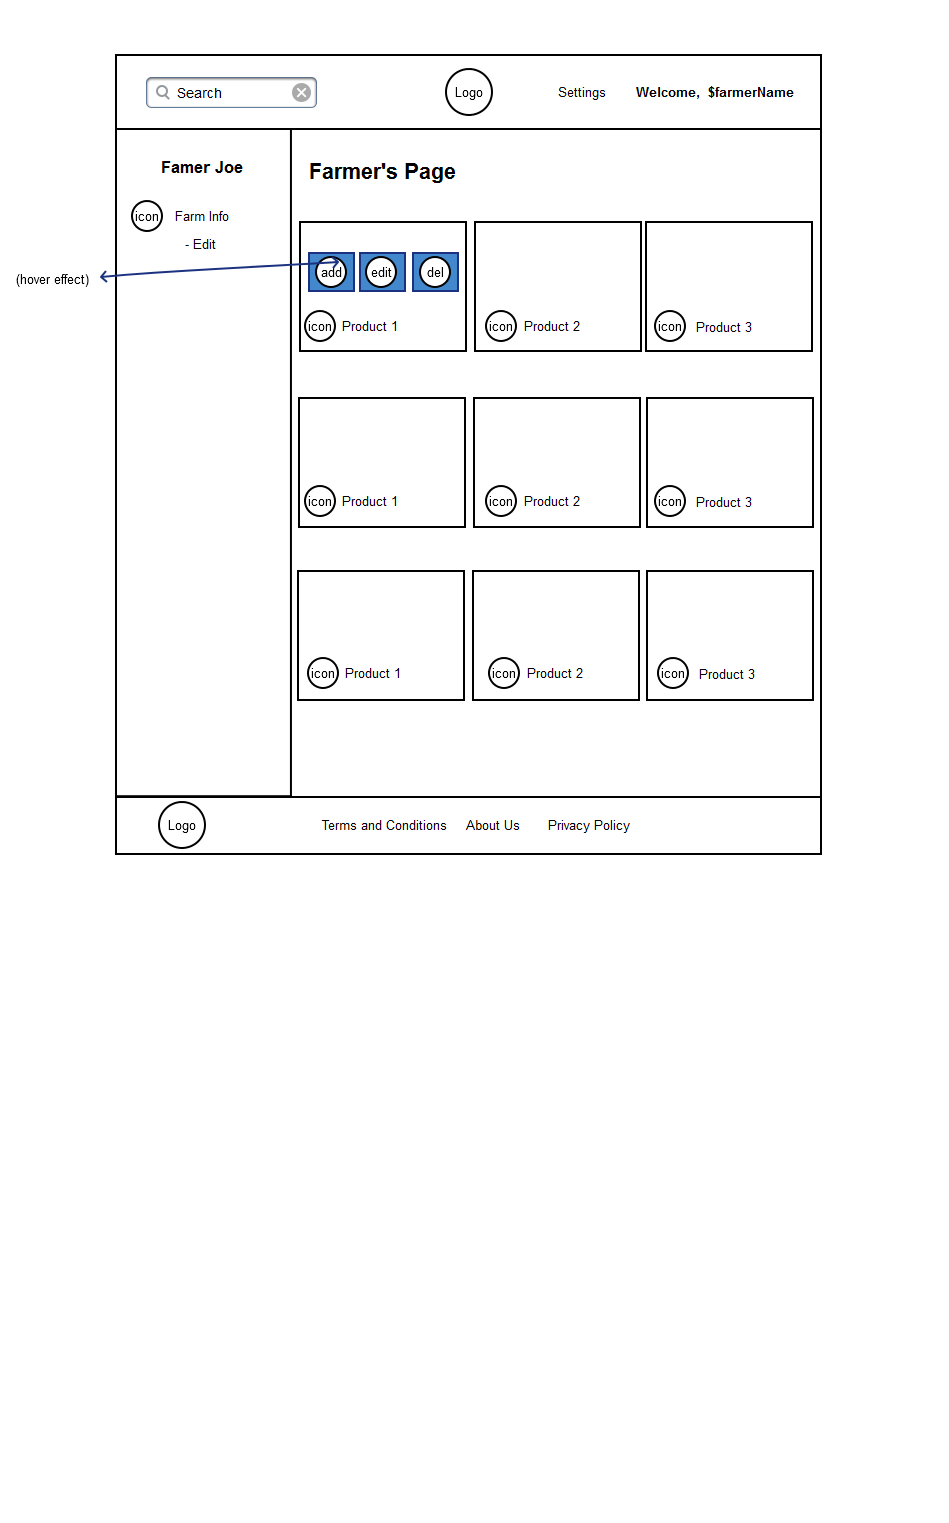 Search
Logo
Settings
Welcome, $farmerName
Famer Joe
icon Farm Info
- Edit
(hover effect)
Farmer's Page
add edit del
icon Product 1
icon Product 2
icon Product 3
icon Product 1
icon Product 2
icon Product 3
icon Product 1
icon Product 2
icon Product 3
Logo
Terms and Conditions
About Us
Privacy Policy